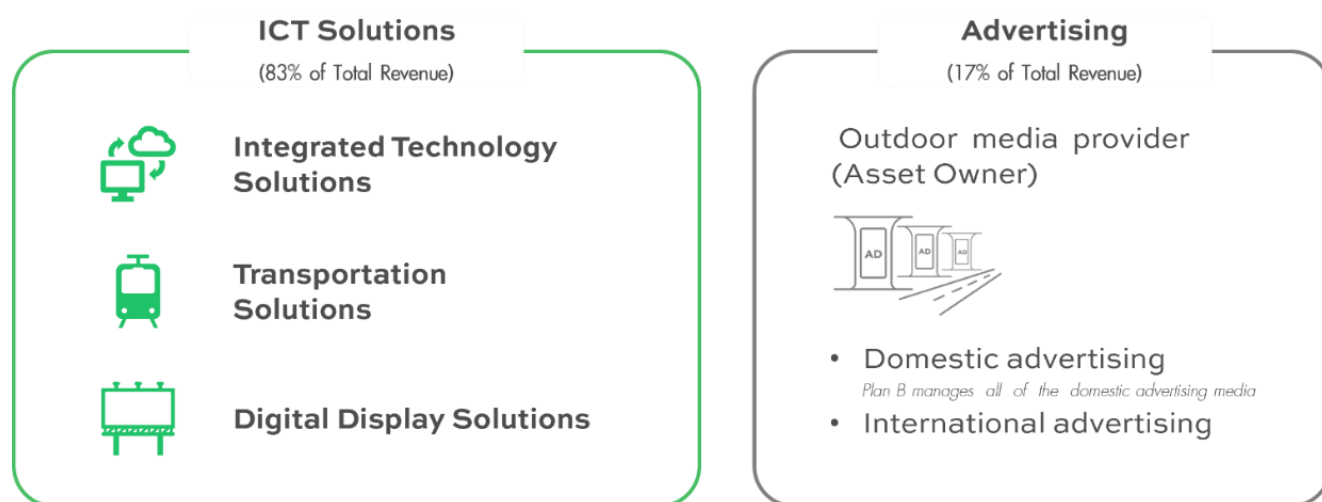 ICT Solutions
(83% of Total Revenue)
Integrated Technology
Solutions
Transportation
Solutions
Digital Display Solutions
Advertising
(17% of Total Revenue)
Outdoor media provider
(Asset Owner)
AD
AD
AD
• Domestic advertising
Plan B manages all of the domestic advertising media
• International advertising